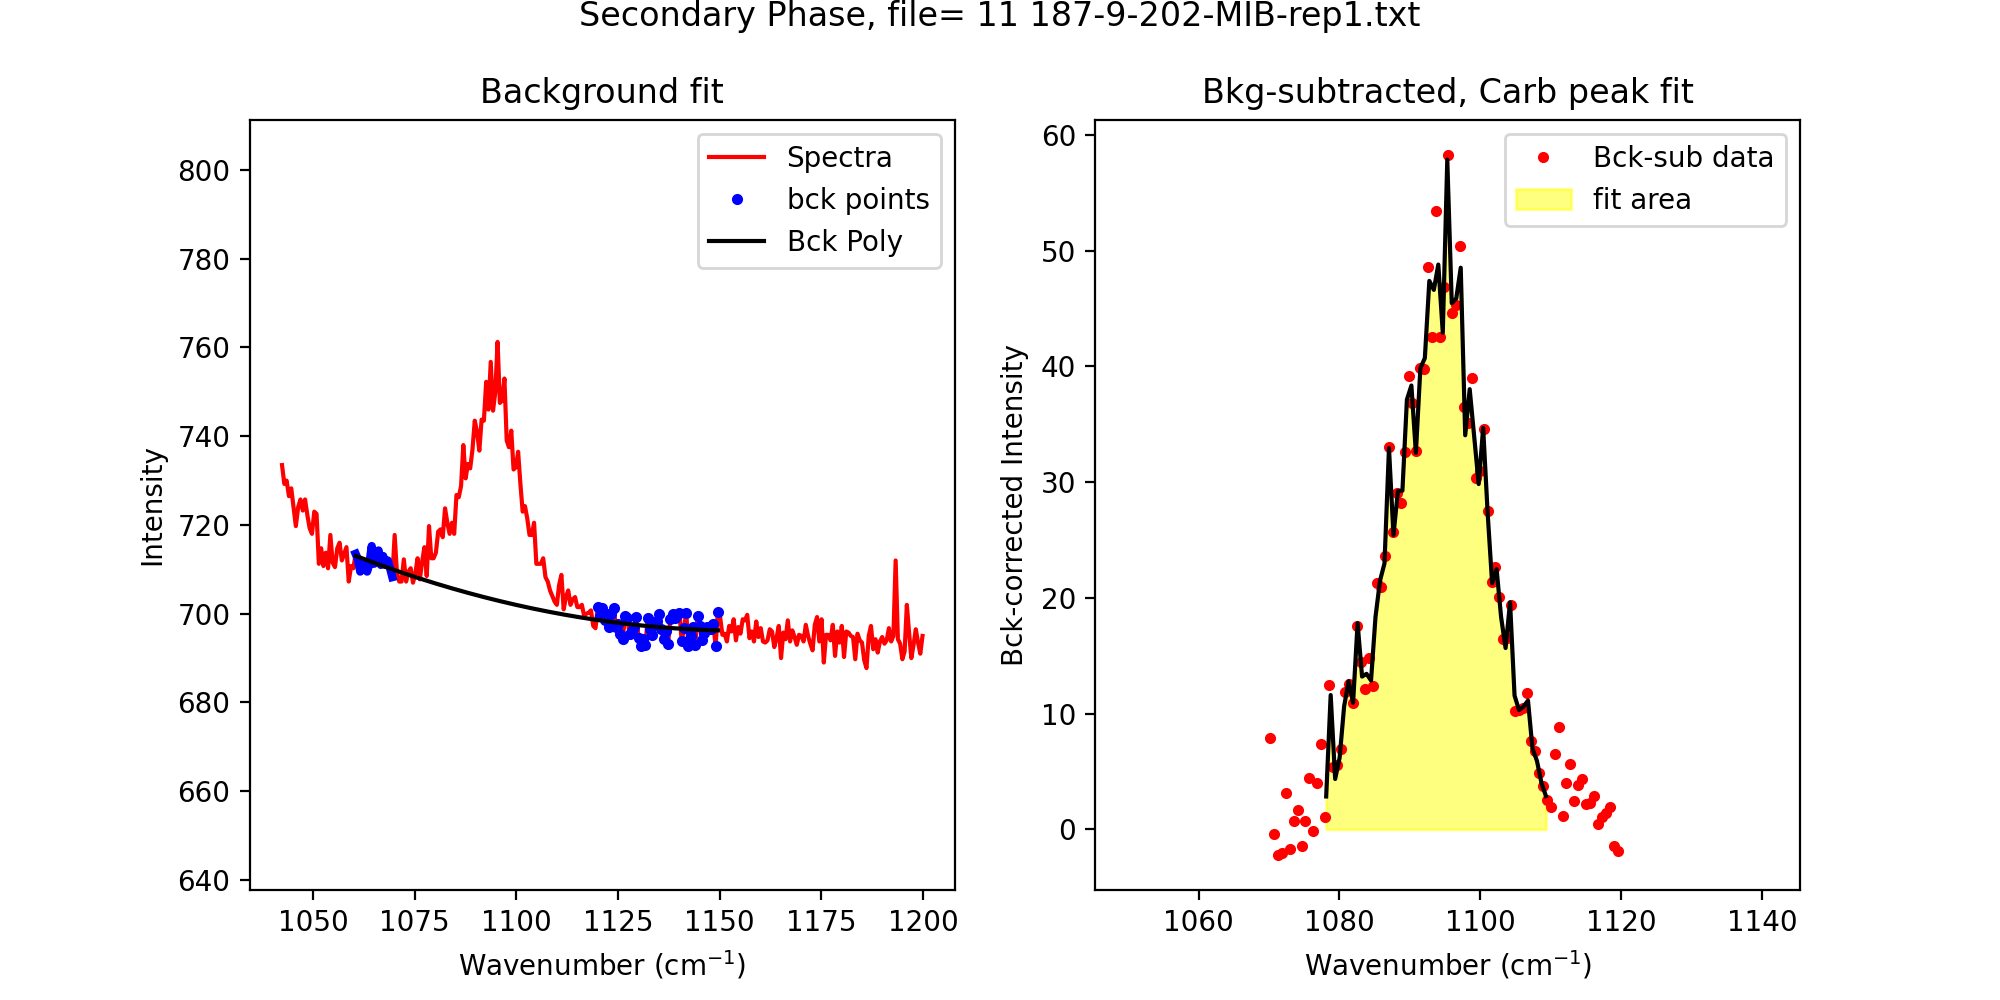 Secondary Phase, file= 11 187-9-202-MIB-rep1.txt
Background fit
Spectra
bck points
Bck Poly
Intensity
800
780
760
740
720
700
680
660
640
1050 1075 1100 1125 1150 1175 1200
Wavenumber (cm⁻¹)
Bkg-subtracted, Carb peak fit
Bck-sub data
fit area
Bck-corrected Intensity
60
50
40
30
20
10
0
1060 1080 1100 1120 1140
Wavenumber (cm⁻¹)